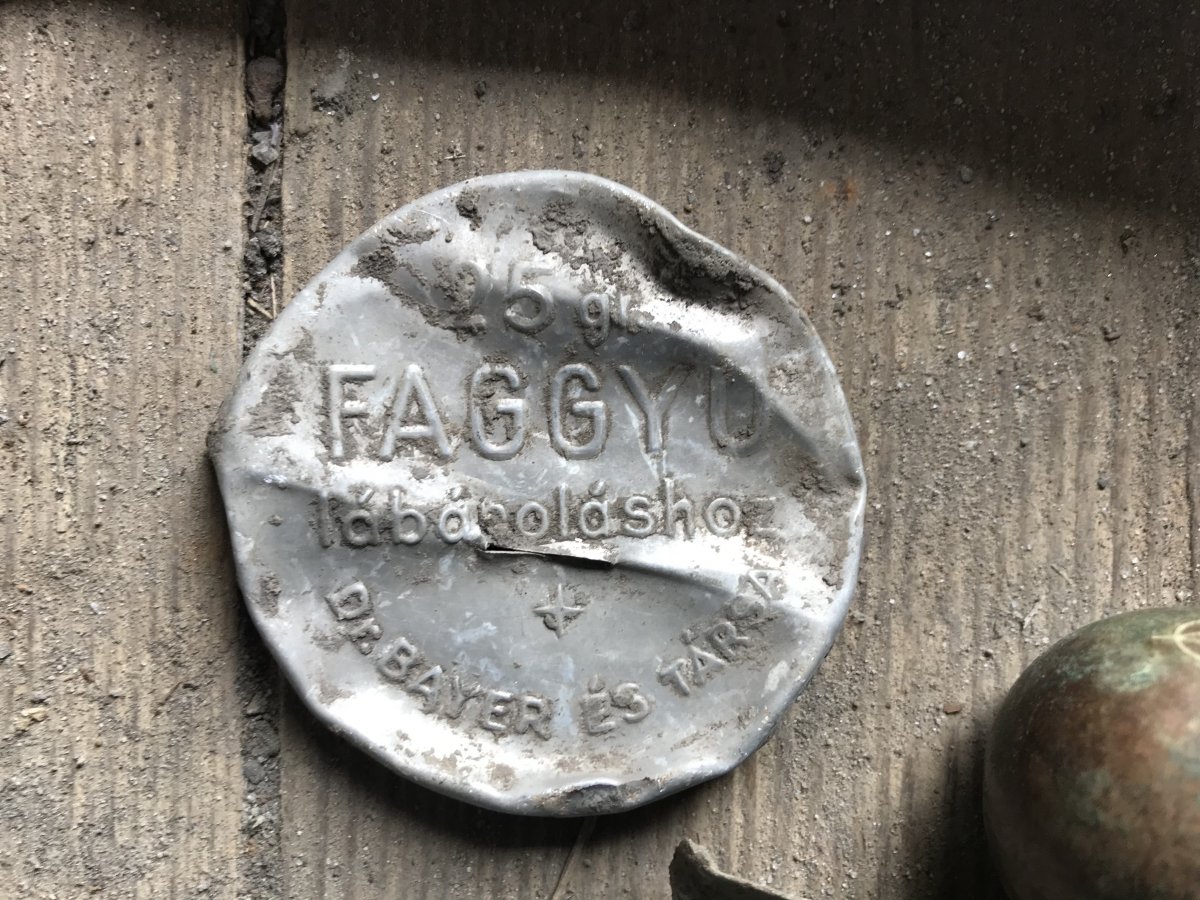 25 gr.
FAGGYU
lábápoláshoz
Dr. BAYER ÉS TÁRSA